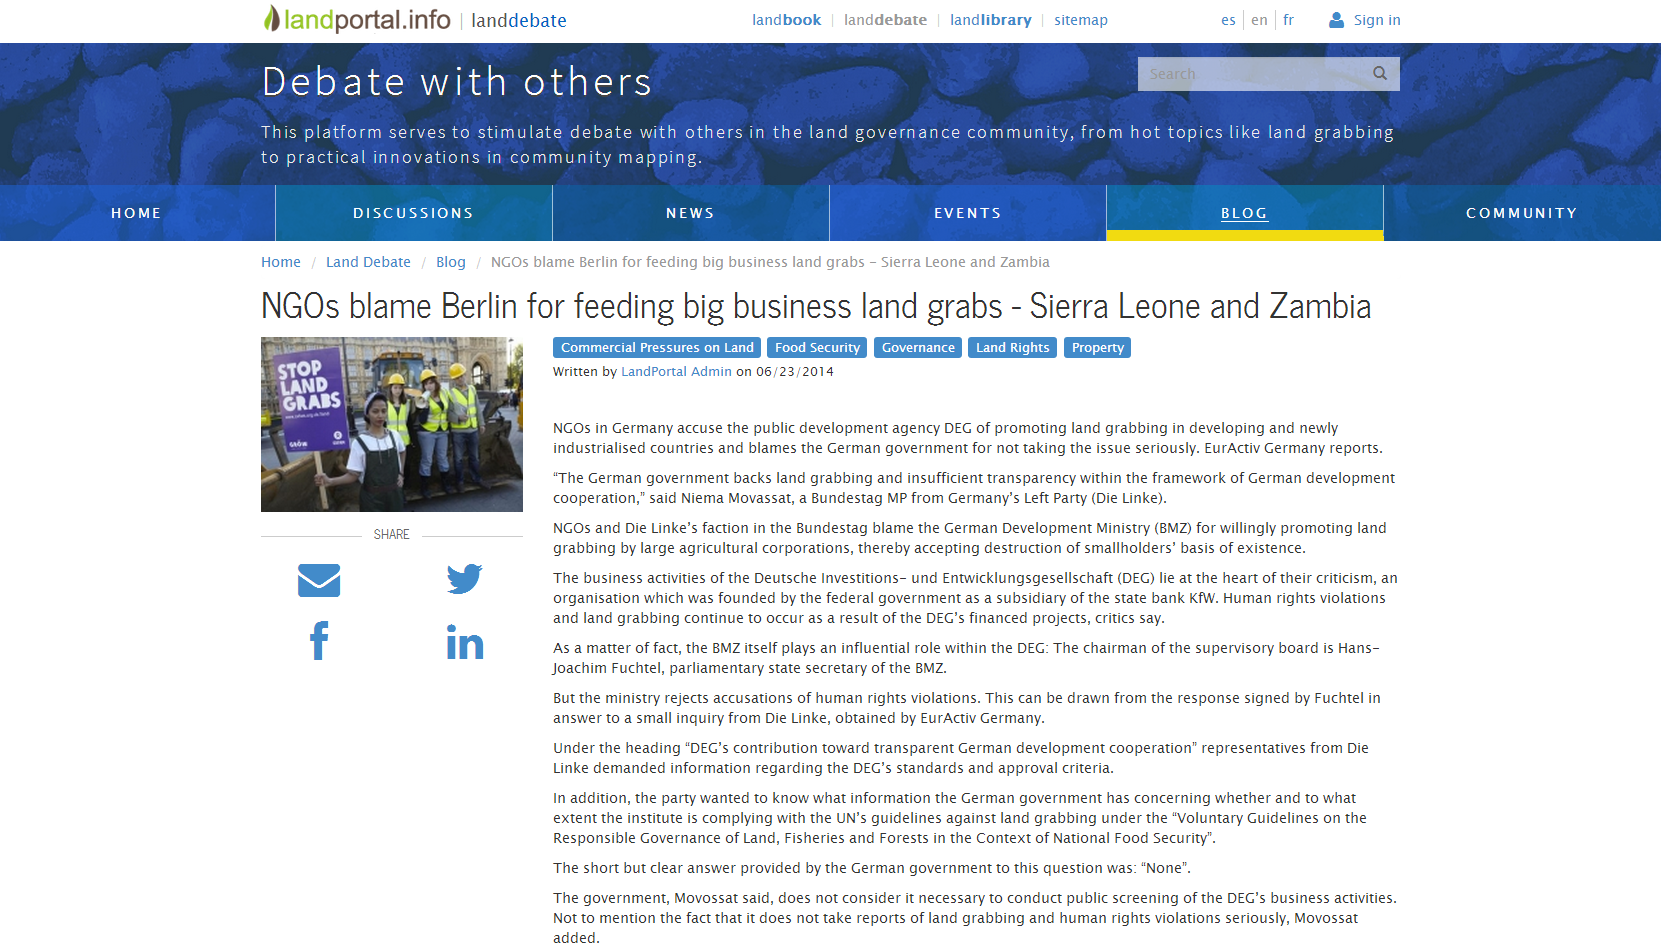 landportal.info | landdebate
landbook | landdebate | landlibrary | sitemap
es | en | fr
Sign in
Debate with others
Search
This platform serves to stimulate debate with others in the land governance community, from hot topics like land grabbing
to practical innovations in community mapping.
HOME
DISCUSSIONS
NEWS
EVENTS
BLOG
COMMUNITY
Home / Land Debate / Blog / NGOs blame Berlin for feeding big business land grabs - Sierra Leone and Zambia
NGOs blame Berlin for feeding big business land grabs - Sierra Leone and Zambia
STOP
LAND
GRABS
GROW
SHARE
Commercial Pressures on Land Food Security Governance Land Rights Property
Written by LandPortal Admin on 06/23/2014
NGOs in Germany accuse the public development agency DEG of promoting land grabbing in developing and newly
industrialised countries and blames the German government for not taking the issue seriously. EurActiv Germany reports.
“The German government backs land grabbing and insufficient transparency within the framework of German development
cooperation,” said Niema Movassat, a Bundestag MP from Germany’s Left Party (Die Linke).
NGOs and Die Linke’s faction in the Bundestag blame the German Development Ministry (BMZ) for willingly promoting land
grabbing by large agricultural corporations, thereby accepting destruction of smallholders’ basis of existence.
The business activities of the Deutsche Investitions- und Entwicklungsgesellschaft (DEG) lie at the heart of their criticism, an
organisation which was founded by the federal government as a subsidiary of the state bank KfW. Human rights violations
and land grabbing continue to occur as a result of the DEG’s financed projects, critics say.
As a matter of fact, the BMZ itself plays an influential role within the DEG: The chairman of the supervisory board is Hans-
Joachim Fuchtel, parliamentary state secretary of the BMZ.
But the ministry rejects accusations of human rights violations. This can be drawn from the response signed by Fuchtel in
answer to a small inquiry from Die Linke, obtained by EurActiv Germany.
Under the heading “DEG’s contribution toward transparent German development cooperation” representatives from Die
Linke demanded information regarding the DEG’s standards and approval criteria.
In addition, the party wanted to know what information the German government has concerning whether and to what
extent the institute is complying with the UN’s guidelines against land grabbing under the “Voluntary Guidelines on the
Responsible Governance of Land, Fisheries and Forests in the Context of National Food Security”.
The short but clear answer provided by the German government to this question was: “None”.
The government, Movossat said, does not consider it necessary to conduct public screening of the DEG’s business activities.
Not to mention the fact that it does not take reports of land grabbing and human rights violations seriously, Movossat
added.